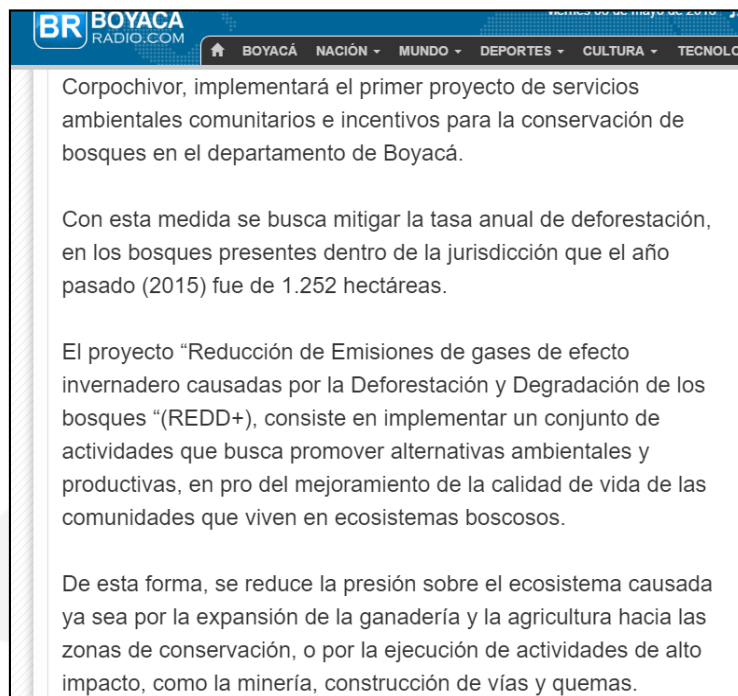 BR BOYACA
RADIO.COM
BOYACÁ NACIÓN MUNDO DEPORTES CULTURA
Corpochivor, implementará el primer proyecto de servicios
ambientales comunitarios e incentivos para la conservación de
bosques en el departamento de Boyacá.
Con esta medida se busca mitigar la tasa anual de deforestación,
en los bosques presentes dentro de la jurisdicción que el año
pasado (2015) fue de 1.252 hectáreas.
El proyecto “Reducción de Emisiones de gases de efecto
invernadero causadas por la Deforestación y Degradación de los
bosques “(REDD+), consiste en implementar un conjunto de
actividades que busca promover alternativas ambientales y
productivas, en pro del mejoramiento de la calidad de vida de las
comunidades que viven en ecosistemas boscosos.
De esta forma, se reduce la presión sobre el ecosistema causada
ya sea por la expansión de la ganadería y la agricultura hacia las
zonas de conservación, o por la ejecución de actividades de alto
impacto, como la minería, construcción de vías y quemas.